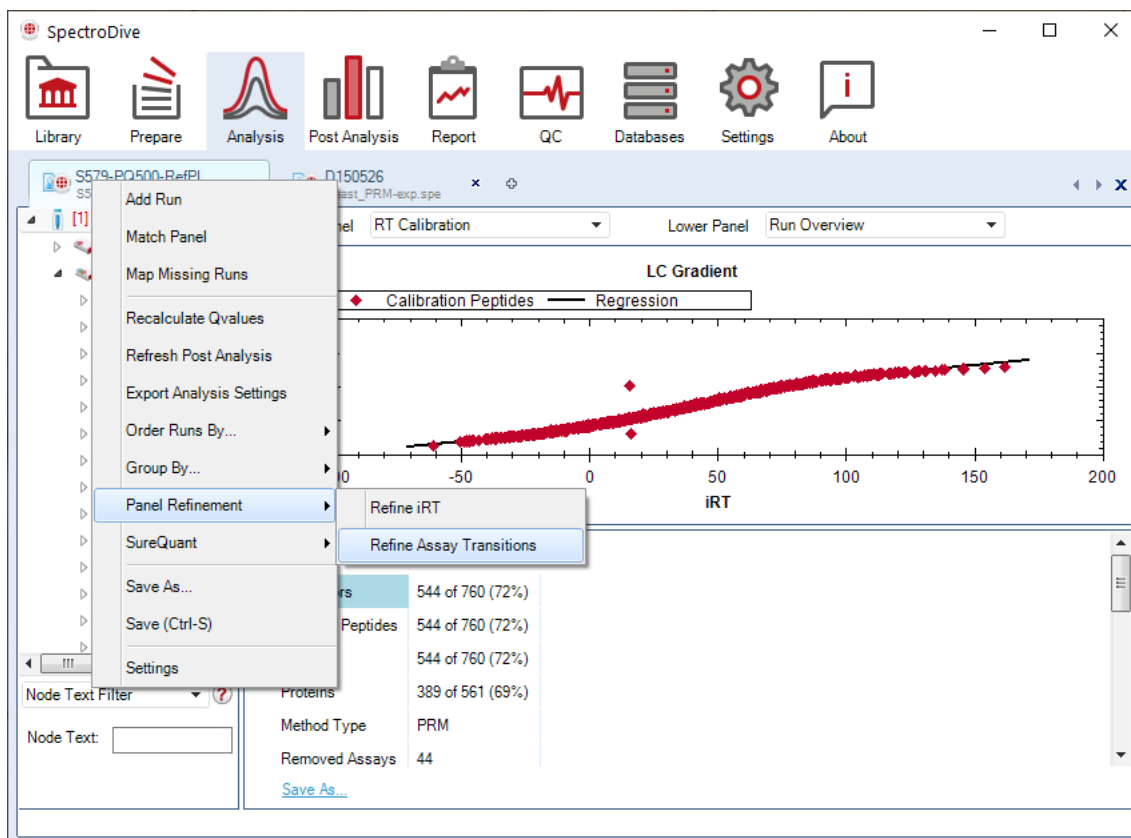 SpectroDive
Library Prepare Analysis Post Analysis Report QC Databases Settings About
S579-PQ500-RefPl
D150526
ast_PRM-exp.spe
[1]
RT Calibration
Lower Panel Run Overview
Add Run
Match Panel
Map Missing Runs
Recalculate Qvalues
Refresh Post Analysis
Export Analysis Settings
Order Runs By...
Group By...
Panel Refinement
SureQuant
Save As...
Save (Ctrl-S)
Settings
Refine iRT
Refine Assay Transitions
LC Gradient
Calibration Peptides Regression
-50 0 50 100 150 200
iRT
544 of 760 (72%)
Peptides 544 of 760 (72%)
544 of 760 (72%)
Proteins 389 of 561 (69%)
Method Type PRM
Removed Assays 44
Save As...
Node Text Filter ?
Node Text: